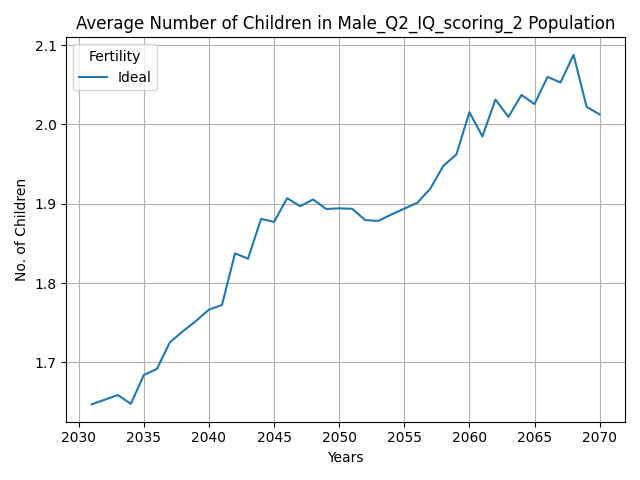 Average Number of Children in Male_Q2_IQ_scoring_2 Population
Fertility
Ideal
No. of Children
2.1
2.0
1.9
1.8
1.7
2030 2035 2040 2045 2050 2055 2060 2065 2070
Years